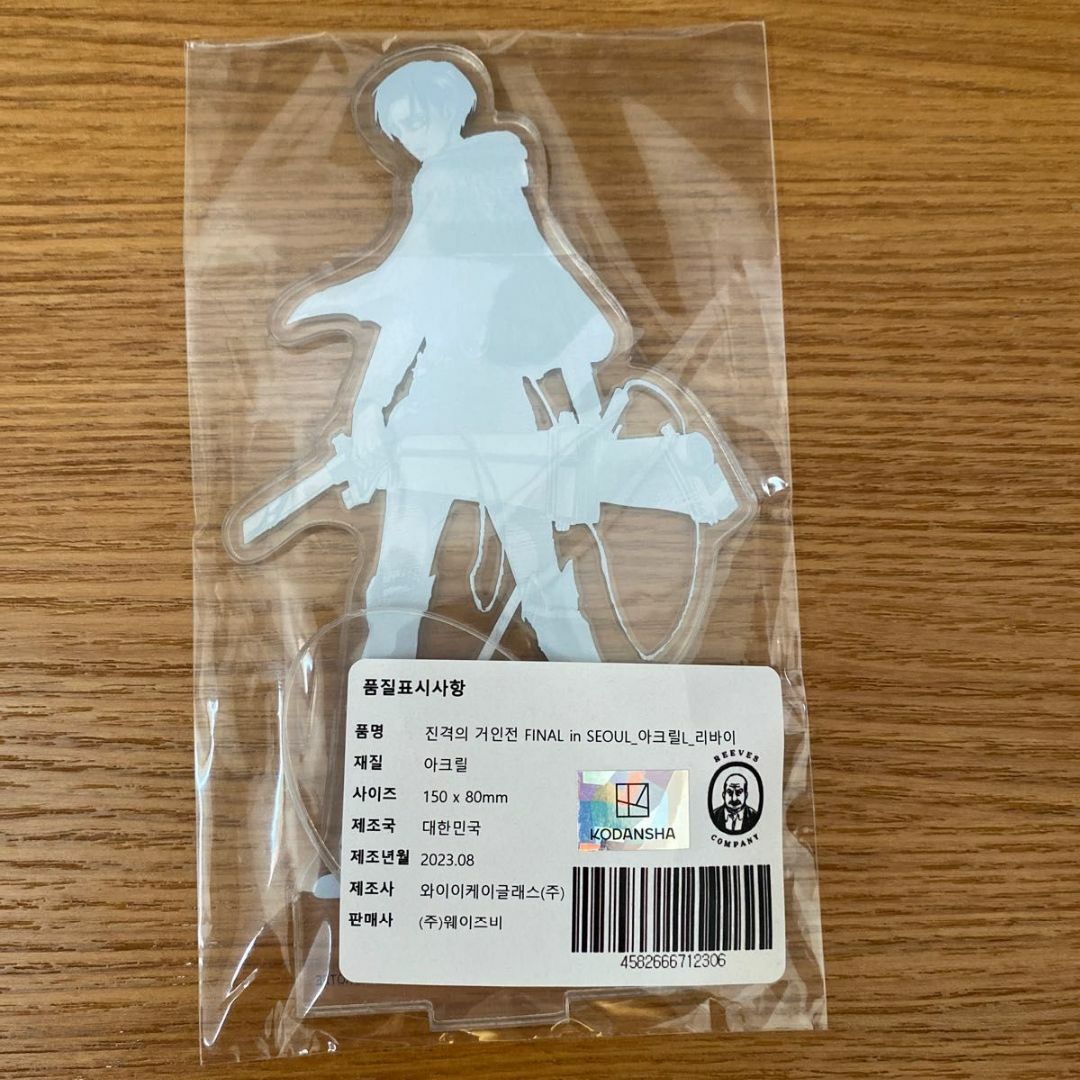 품질표시사항
품명 진격의 거인전 FINAL in SEOUL_아크릴L_리바이
재질 아크릴
사이즈 150 x 80mm
제조국 대한민국
제조년월 2023.08
제조사 와이이케이글래스(주)
판매사 (주)웨이즈비
KODANSHA
REEVES
COMPANY
4582666712306